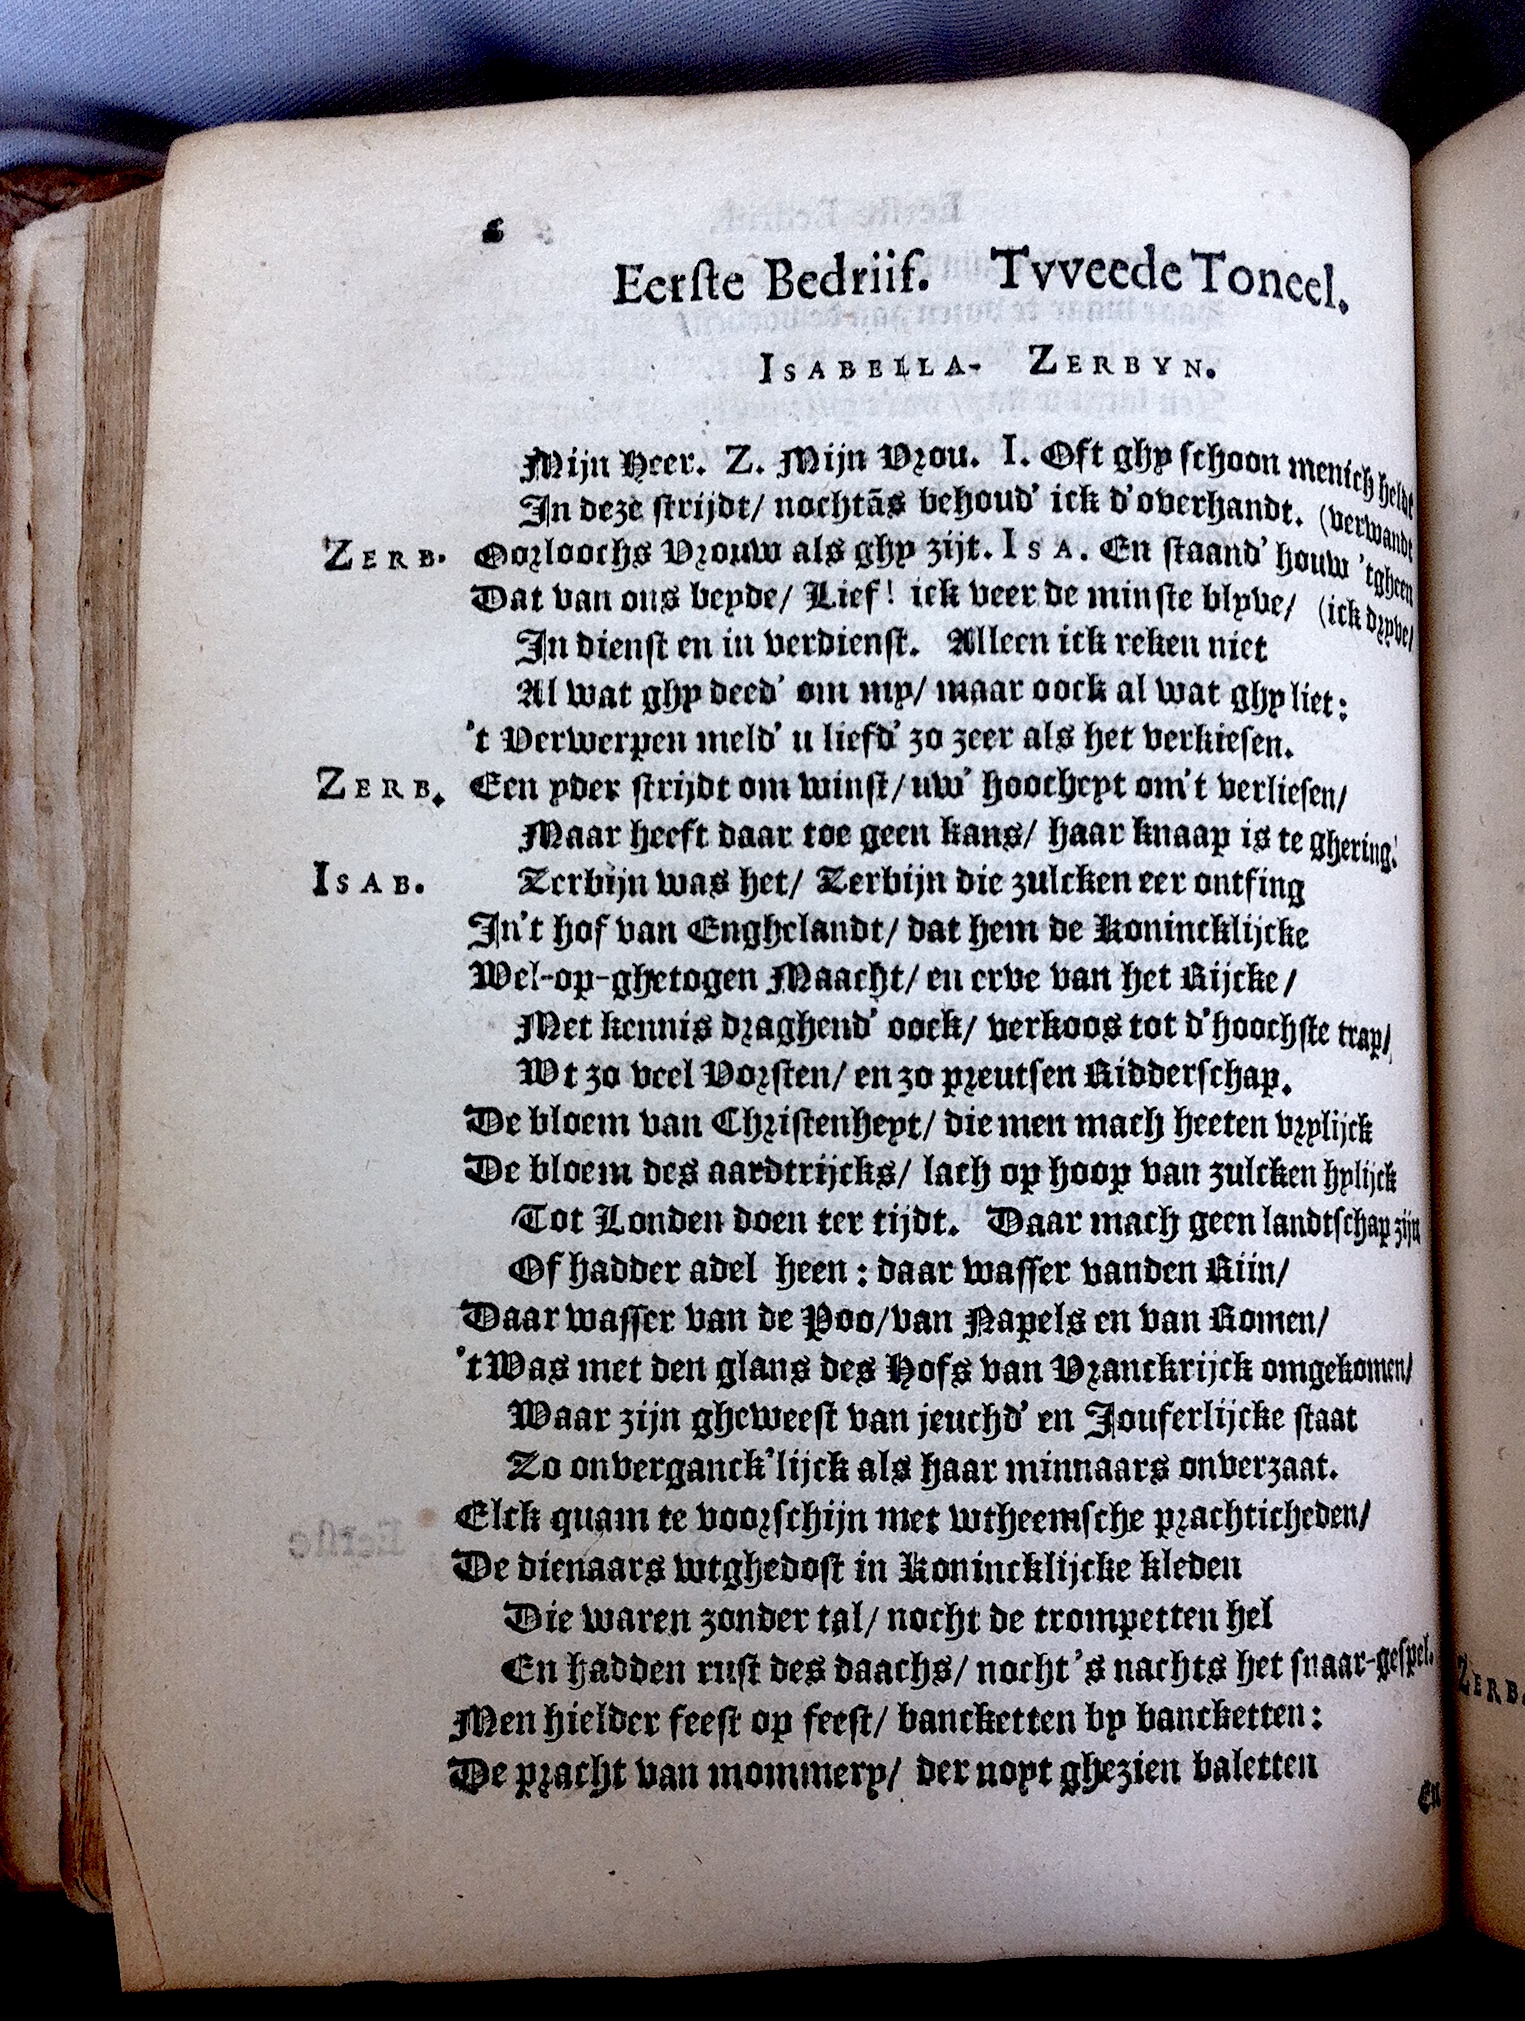 Eerſte Bedriif. Tvveede Toneel.
ISABELLA- ZERBYN.
Mijn Heer. Z. Mijn Vrou. I. Oft ghy ſchoon menich heldt
In deze ſtrijdt/ nochtãs behoud' ick d'overhandt. (verwandt
ZERB. Oorloochs Vrouw als ghy zijt. ISA. En ſtaand' houw 'tgheen
Dat van ons beyde/ Lief! ick veer de minſte blyve/ (ick dryve/
In dienſt en in verdienſt. Alleen ick reken niet
Al wat ghy deed' om my/ maar oock al wat ghy liet:
't Verwerpen meld' u liefd' zo zeer als het verkieſen.
ZERB. Een yder ſtrijdt om winſt/ uw' hoocheyt om't verlieſen/
Maar heeft daar toe geen kans/ haar knaap is te ghering.
ISAB. Zerbijn was het/ Zerbijn die zulcken eer ontfing
In't hof van Enghelandt/ dat hem de Konincklijcke
Wel-op-ghetogen Maacht/ en erve van het Rijcke/
Met kennis draghend' oock/ verkoos tot d'hoochſte trap/
Wt zo veel Vorſten/ en zo preutſen Ridderſchap.
De bloem van Chriſtenheyt/ die men mach heeten vrylijck
De bloem des aardtrijcks/ lach op hoop van zulcken hylijck
Tot Londen doen ter tijdt. Daar mach geen landtſchap zijn
Of hadder adel heen: daar waſſer vanden Riin/
Daar waſſer van de Poo/ van Napels en van Romen/
't Was met den glans des Hofs van Vranckrijck omgekomen/
Waar zijn gheweeſt van jeuchd' en Jouferlijcke ſtaat
Zo onverganck'lijck als haar minnaars onverzaat.
Elck quam te voorſchijn met wtheemſche prachticheden/
De dienaars wtghedoſt in Konincklijcke kleden
Die waren zonder tal/ nocht de trompetten hel
En hadden ruſt des daachs/ nocht 's nachts het ſnaar-geſpel.
Men hielder feeſt op feeſt/ bancketten by bancketten:
De pracht van mommery/ der noyt ghezien baletten
En
ZERB.